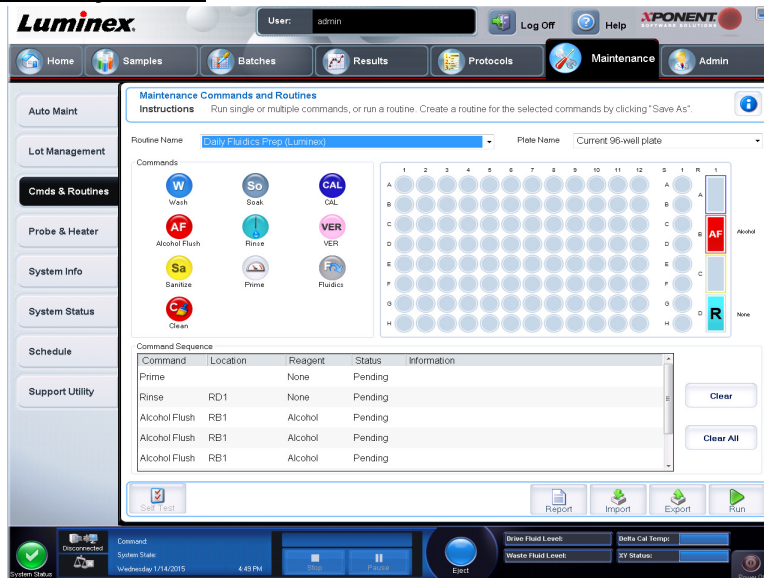 Luminex.
User: admin
Log Off
Help
XPONENT.
SOFTWARE SOLUTIONS
Home
Samples
Batches
Results
Protocols
Maintenance
Admin
Auto Maint
Lot Management
Cmds & Routines
Probe & Heater
System Info
System Status
Schedule
Support Utility
Maintenance Commands and Routines
Instructions Run single or multiple commands, or run a routine. Create a routine for the selected commands by clicking "Save As".
Routine Name Daily Fluidics Prep (Luminex)
Plate Name Current 96-well plate
Commands
W So CAL
Wash Soak CAL
AF VER
Alcohol Flush Rinse VER
Sa
Sanitize Prime Fluidics
C
Clean
1 2 3 4 5 6 7 8 9 10 11 12 S 1 R 1
A A A
B B
C C B AF Alcohol
D D
E E C
F F
G G D R None
H H
Command Sequence
Command Location Reagent Status Information
Prime None Pending
Rinse RD1 None Pending
Alcohol Flush RB1 Alcohol Pending
Alcohol Flush RB1 Alcohol Pending
Alcohol Flush RB1 Alcohol Pending
Clear
Clear All
Self Test
Report
Import
Export
Run
System Status
Disconnected
Command:
System State:
Wednesday 1/14/2015 4:49 PM
Stop
Pause
Eject
Drive Fluid Level:
Waste Fluid Level:
Delta Cal Temp:
XY Status: